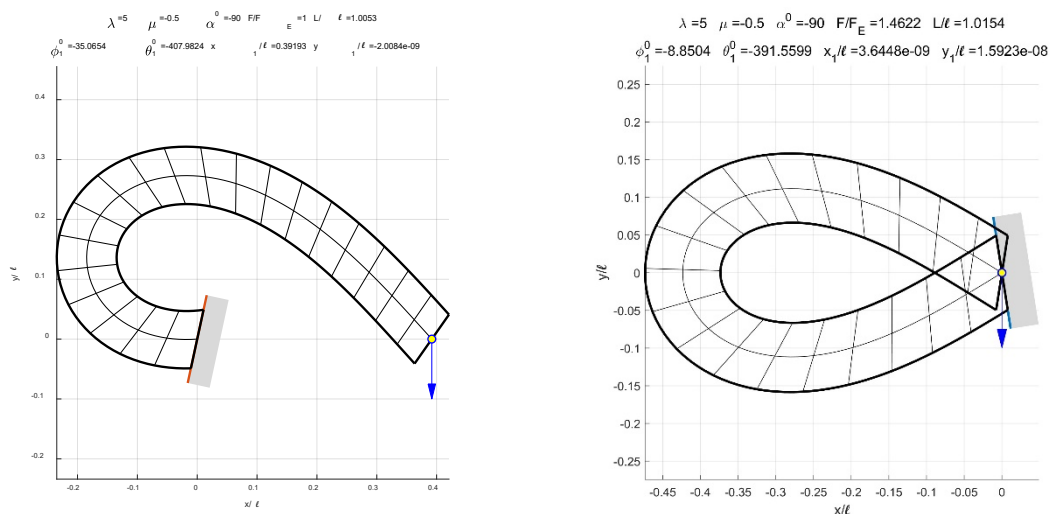 λ =5 μ =-0.5 α⁰ =-90 F/F E =1 L/ ℓ =1.0053
ϕ₁⁰ =-35.0654 θ₁⁰ =-407.9824 x ₁/ℓ =0.39193 y ₁/ℓ =-2.0084e-09
0.4
0.3
0.2
0.1
0
-0.1
-0.2
y/ ℓ
-0.2 -0.1 0 0.1 0.2 0.3 0.4
x/ ℓ
λ =5 μ =-0.5 α⁰ =-90 F/F_E =1.4622 L/ℓ =1.0154
ϕ₁⁰ =-8.8504 θ₁⁰ =-391.5599 x₁/ℓ =3.6448e-09 y₁/ℓ =1.5923e-08
0.25
0.2
0.15
0.1
0.05
0
-0.05
-0.1
-0.15
-0.2
-0.25
y/ℓ
-0.45 -0.4 -0.35 -0.3 -0.25 -0.2 -0.15 -0.1 -0.05 0
x/ℓ